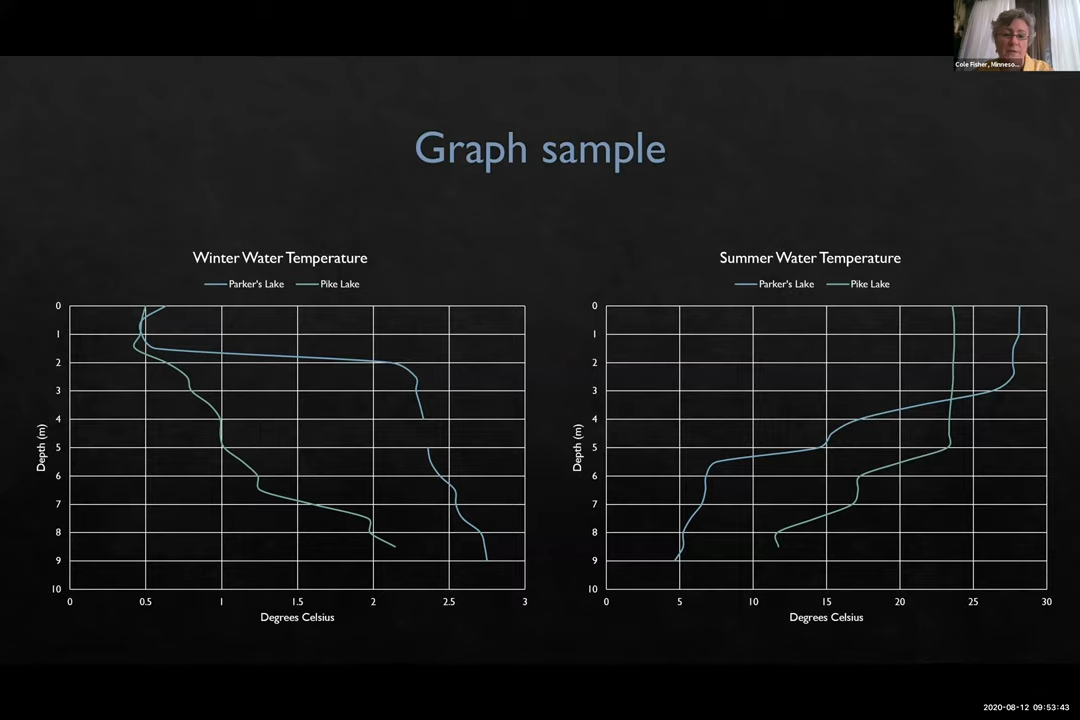 Cole Fisher, Minneso...
Graph sample
Winter Water Temperature
Parker's Lake Pike Lake
0
1
2
3
4
5
6
7
8
9
10
Depth (m)
0 0.5 1 1.5 2 2.5 3
Degrees Celsius
Summer Water Temperature
Parker's Lake Pike Lake
0
1
2
3
4
5
6
7
8
9
10
Depth (m)
0 5 10 15 20 25 30
Degrees Celsius
2020-08-12 09:53:43